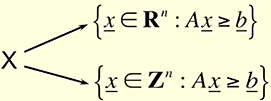 {x ∈ Rⁿ : Ax ≥ b}
X
{x ∈ Zⁿ : Ax ≥ b}